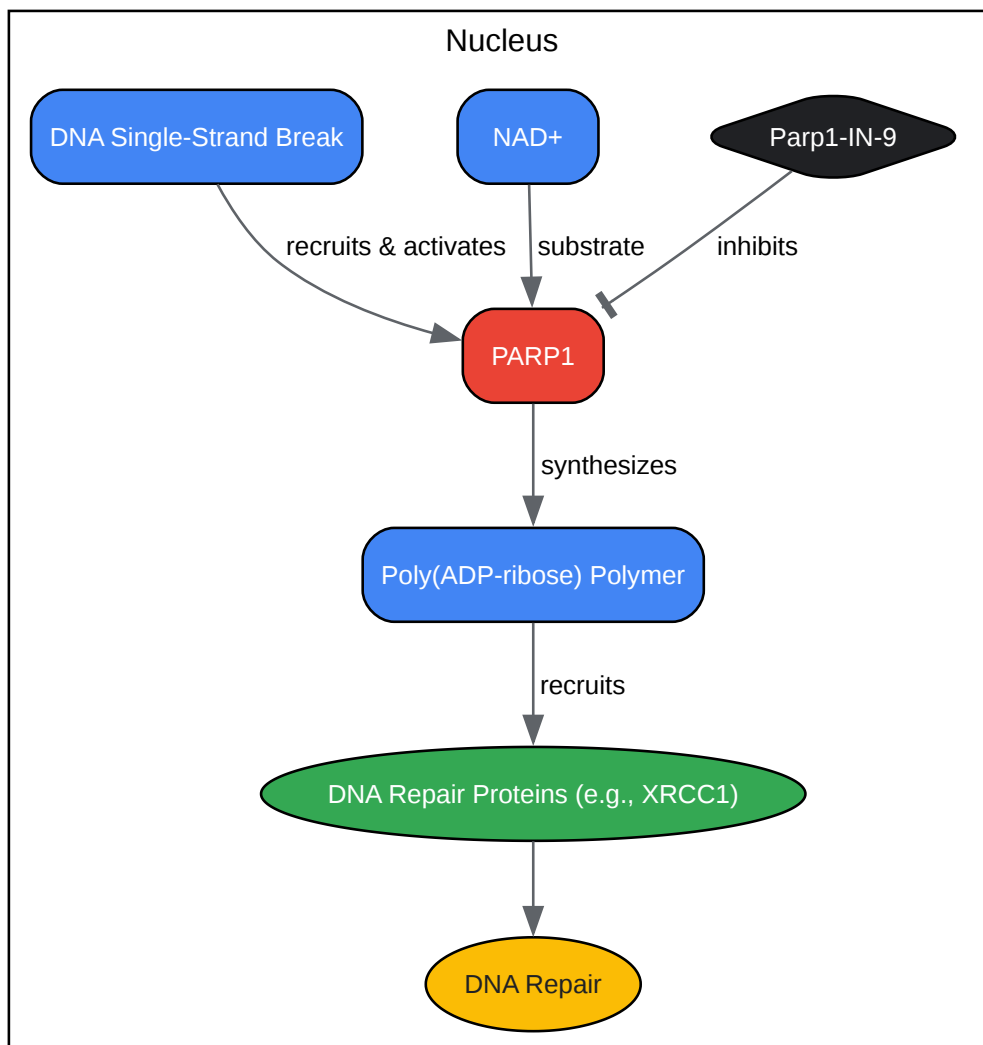 Nucleus
DNA Single-Strand Break
NAD+
Parp1-IN-9
recruits & activates
substrate
inhibits
PARP1
synthesizes
Poly(ADP-ribose) Polymer
recruits
DNA Repair Proteins (e.g., XRCC1)
DNA Repair